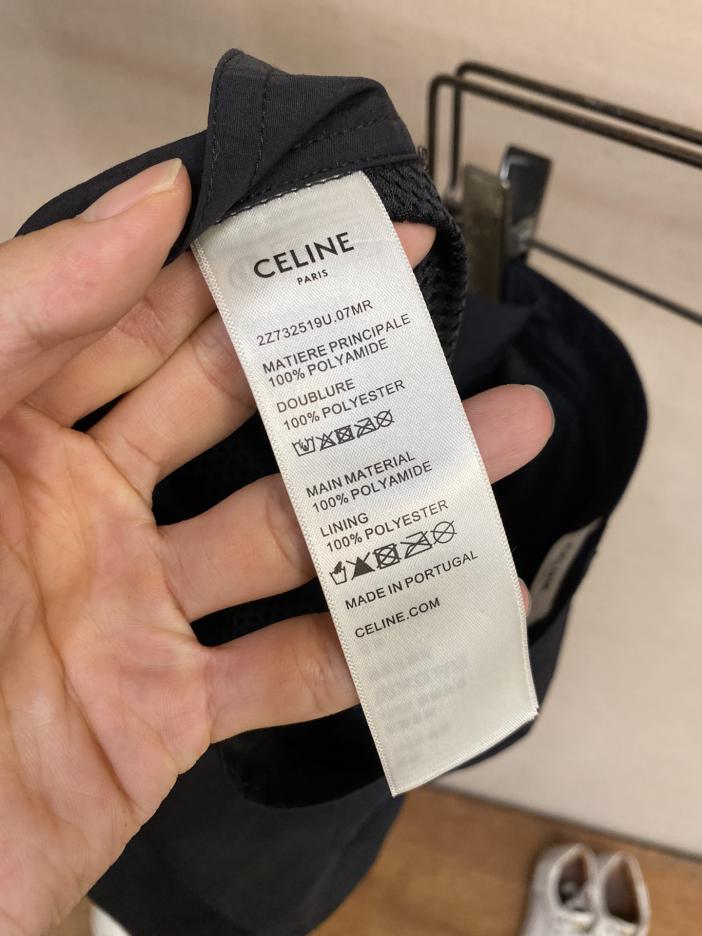 CELINE
PARIS
2Z732519U.07MR
MATIERE PRINCIPALE
100% POLYAMIDE
DOUBLURE
100% POLYESTER
MAIN MATERIAL
100% POLYAMIDE
LINING
100% POLYESTER
MADE IN PORTUGAL
CELINE.COM
CELINE